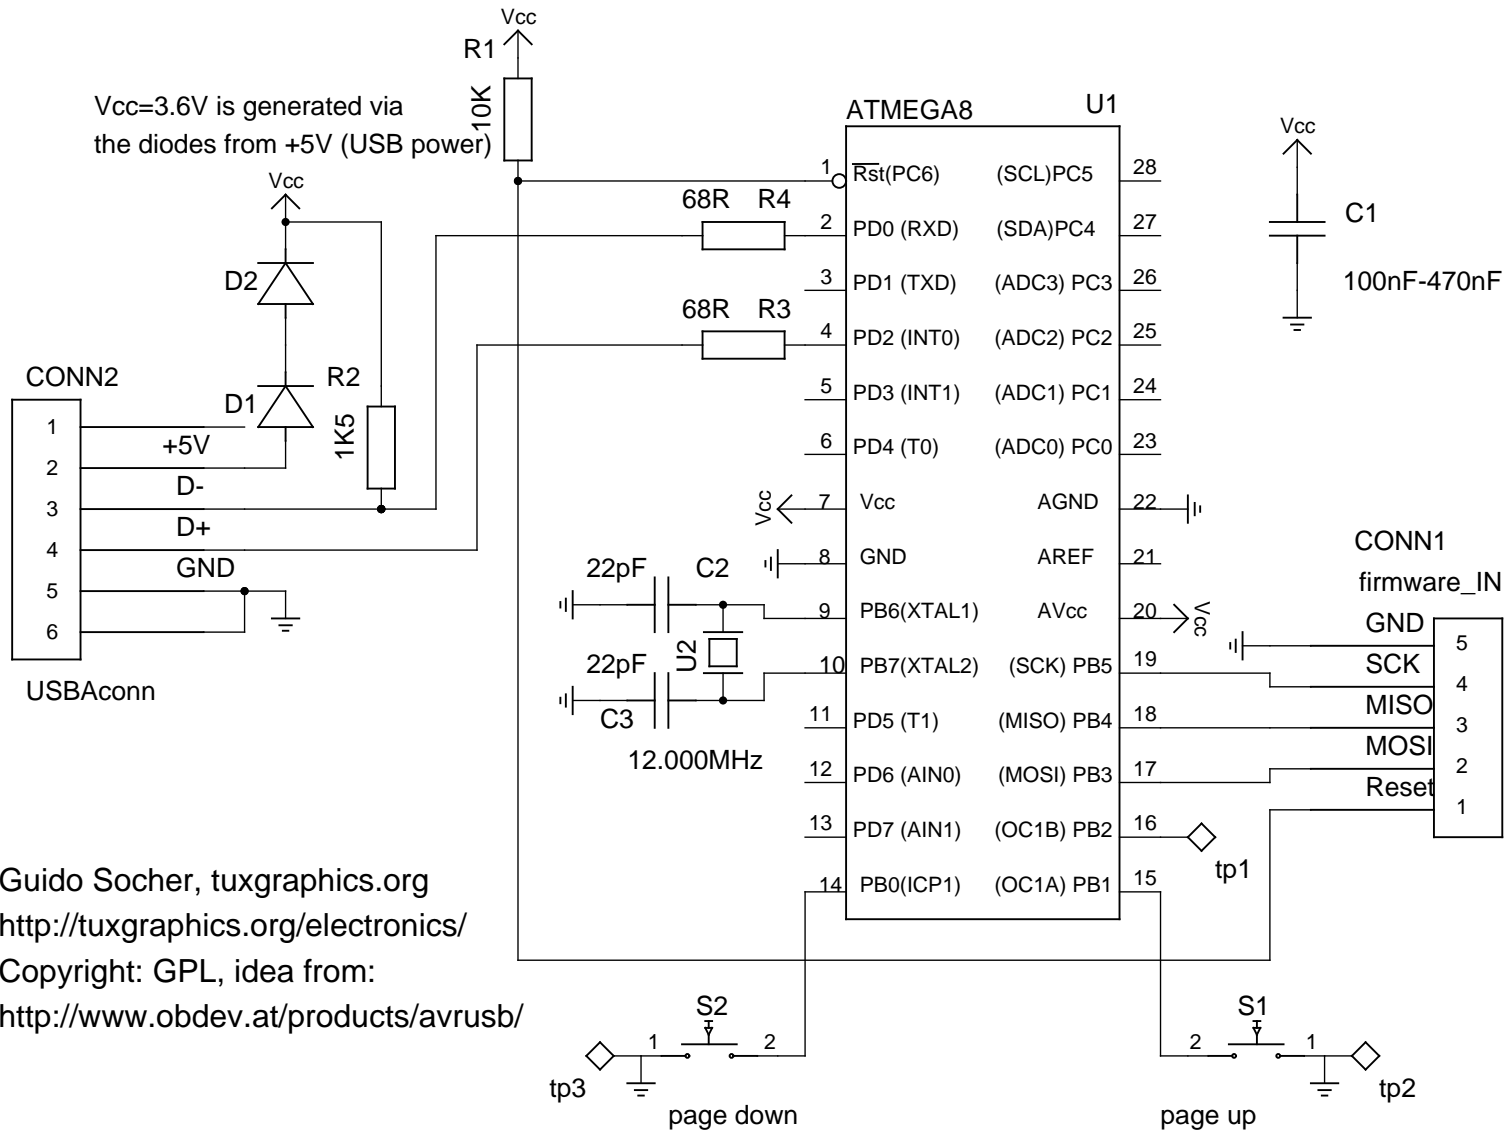 Vcc
R1
10K
Vcc=3.6V is generated via
the diodes from +5V (USB power)
Vcc
D2
D1
R2
1K5
CONN2
1
2
3
4
5
6
+5V
D-
D+
GND
USBAconn
68R R4
68R R3
ATMEGA8 U1
1 Rst(PC6) (SCL)PC5 28
2 PD0 (RXD) (SDA)PC4 27
3 PD1 (TXD) (ADC3) PC3 26
4 PD2 (INT0) (ADC2) PC2 25
5 PD3 (INT1) (ADC1) PC1 24
6 PD4 (T0) (ADC0) PC0 23
Vcc 7 Vcc AGND 22
8 GND AREF 21
9 PB6(XTAL1) AVcc 20 Vcc
10 PB7(XTAL2) (SCK) PB5 19
11 PD5 (T1) (MISO) PB4 18
12 PD6 (AIN0) (MOSI) PB3 17
13 PD7 (AIN1) (OC1B) PB2 16
14 PB0(ICP1) (OC1A) PB1 15
22pF C2
U2
22pF
C3
12.000MHz
Vcc
C1
100nF-470nF
CONN1
firmware_IN
GND 5
SCK 4
MISO 3
MOSI 2
Reset 1
tp1
Guido Socher, tuxgraphics.org
http://tuxgraphics.org/electronics/
Copyright: GPL, idea from:
http://www.obdev.at/products/avrusb/
S2
1 2
tp3
page down
S1
2 1
tp2
page up